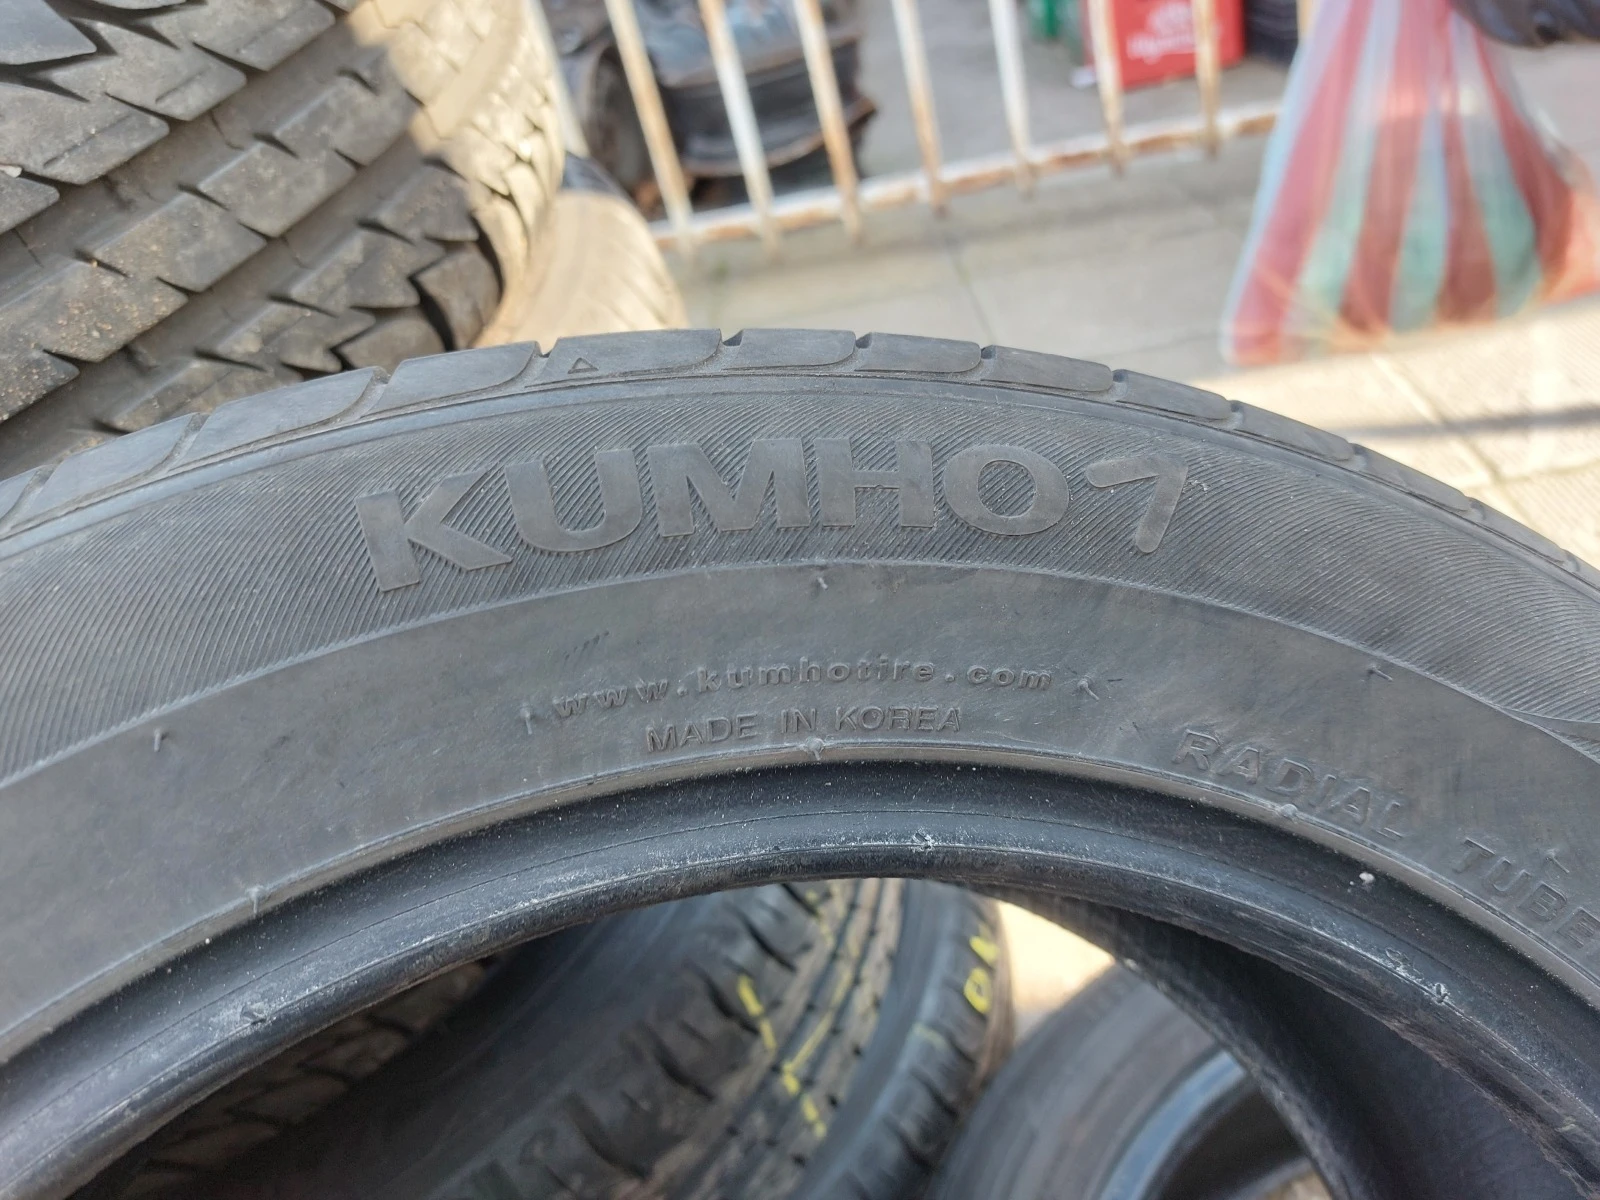 KUMHO
www.kumhotire.com
MADE IN KOREA
RADIAL TUBE